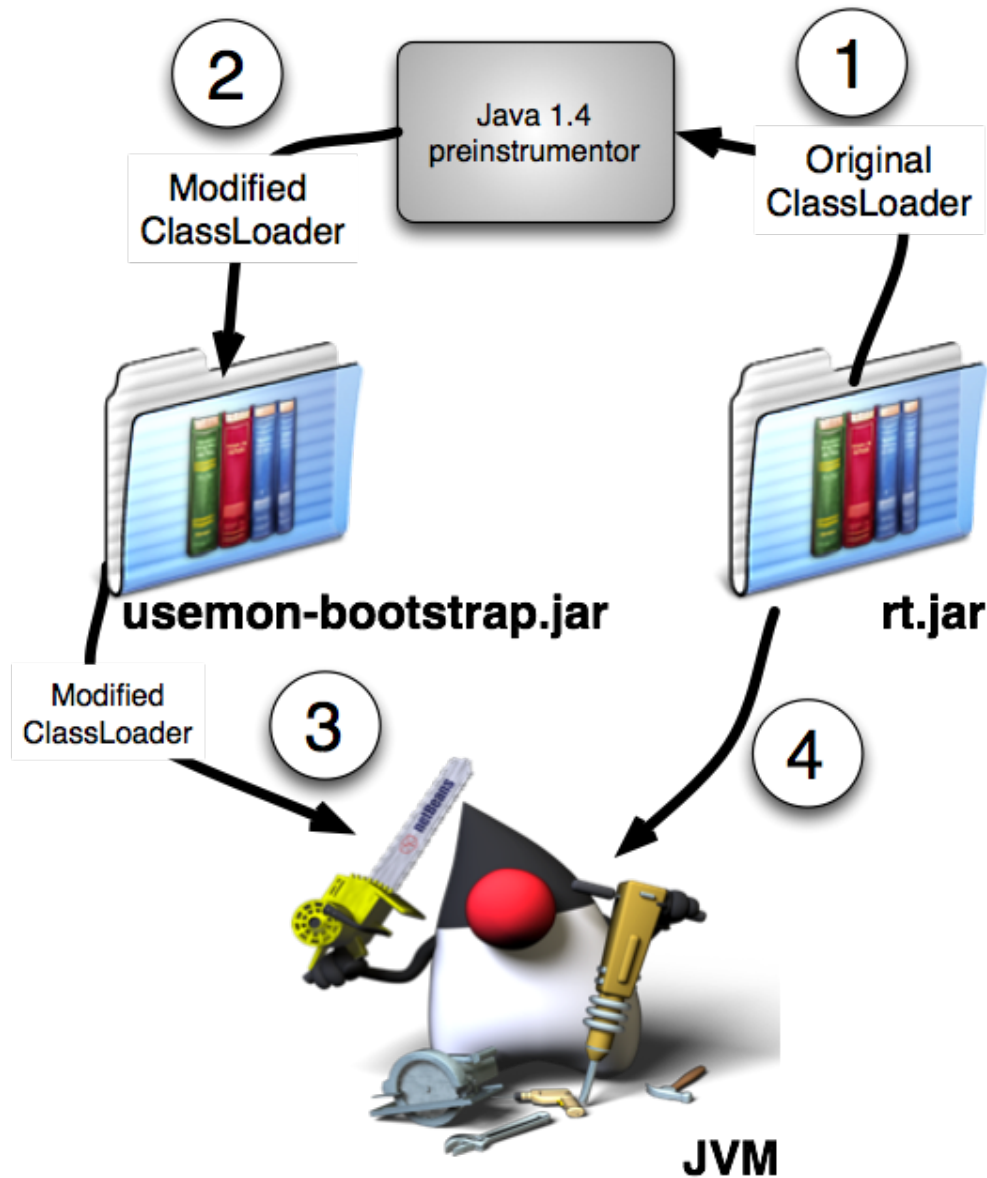 2
1
Java 1.4
preinstrumentor
Original
ClassLoader
Modified
ClassLoader
usemon-bootstrap.jar
rt.jar
Modified
ClassLoader
3
4
netBeans
JVM